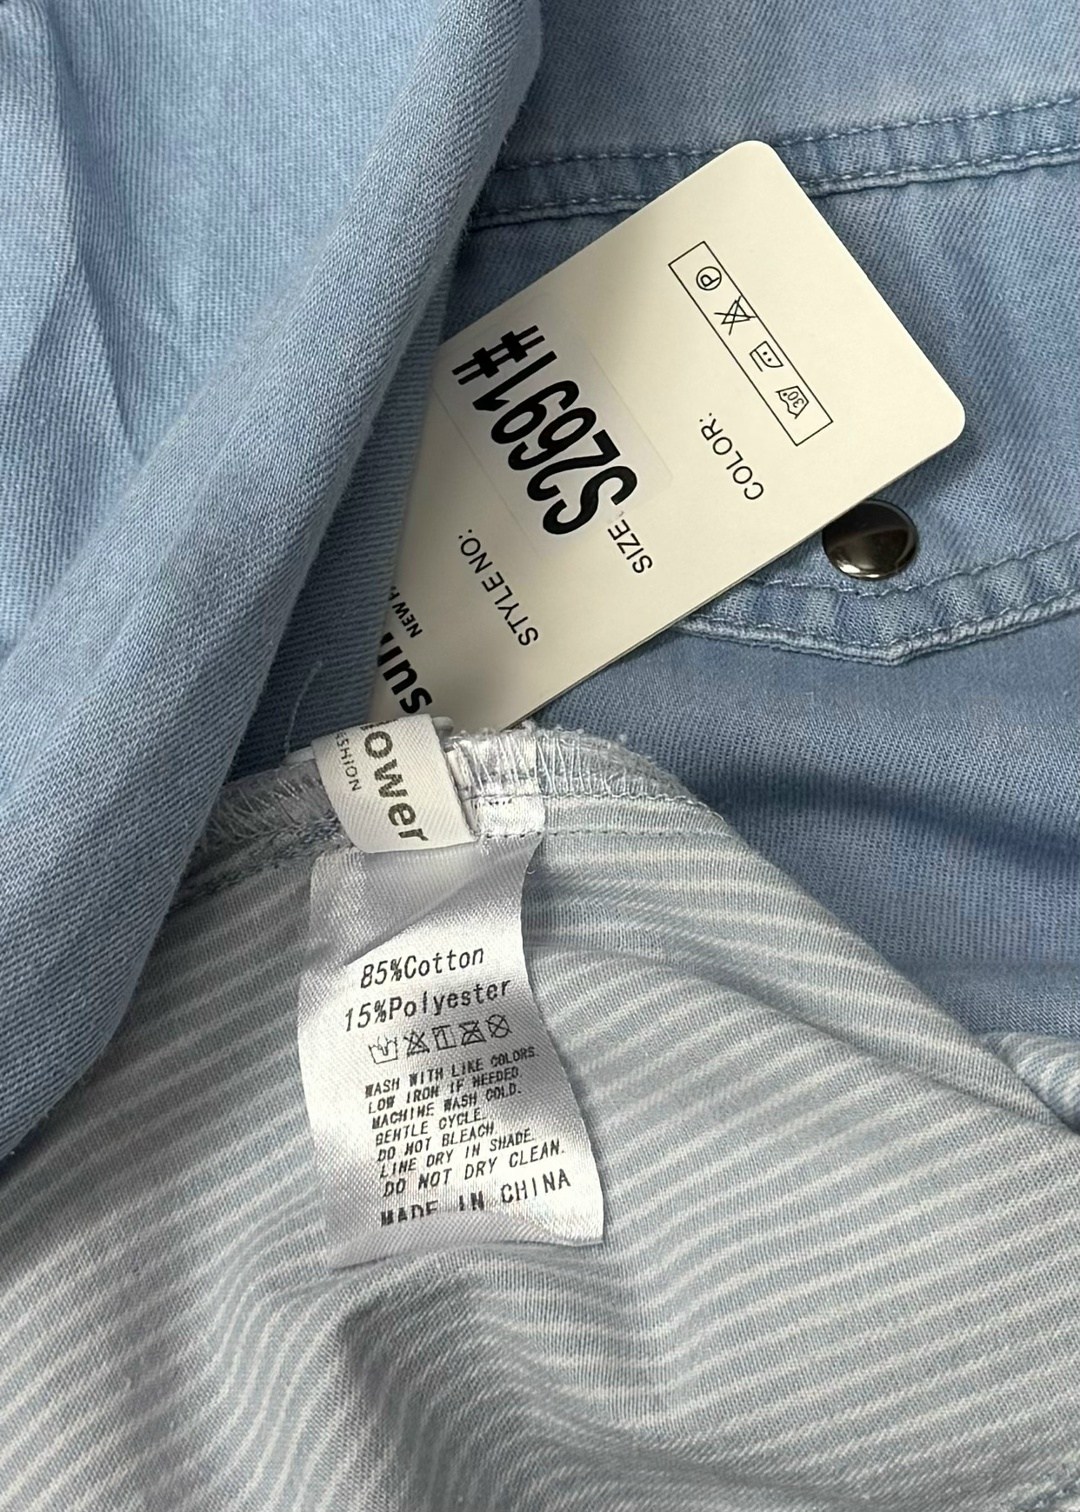 sun
NEW
STYLE NO:
S2691#
SIZE:
COLOR:
30°
P
ower
SHION
85%Cotton
15%Polyester
WASH WITH LIKE COLORS.
LOW IRON IF NEEDED.
MACHINE WASH COLD.
GENTLE CYCLE.
DO NOT BLEACH.
LINE DRY IN SHADE.
DO NOT DRY CLEAN.
MADE IN CHINA